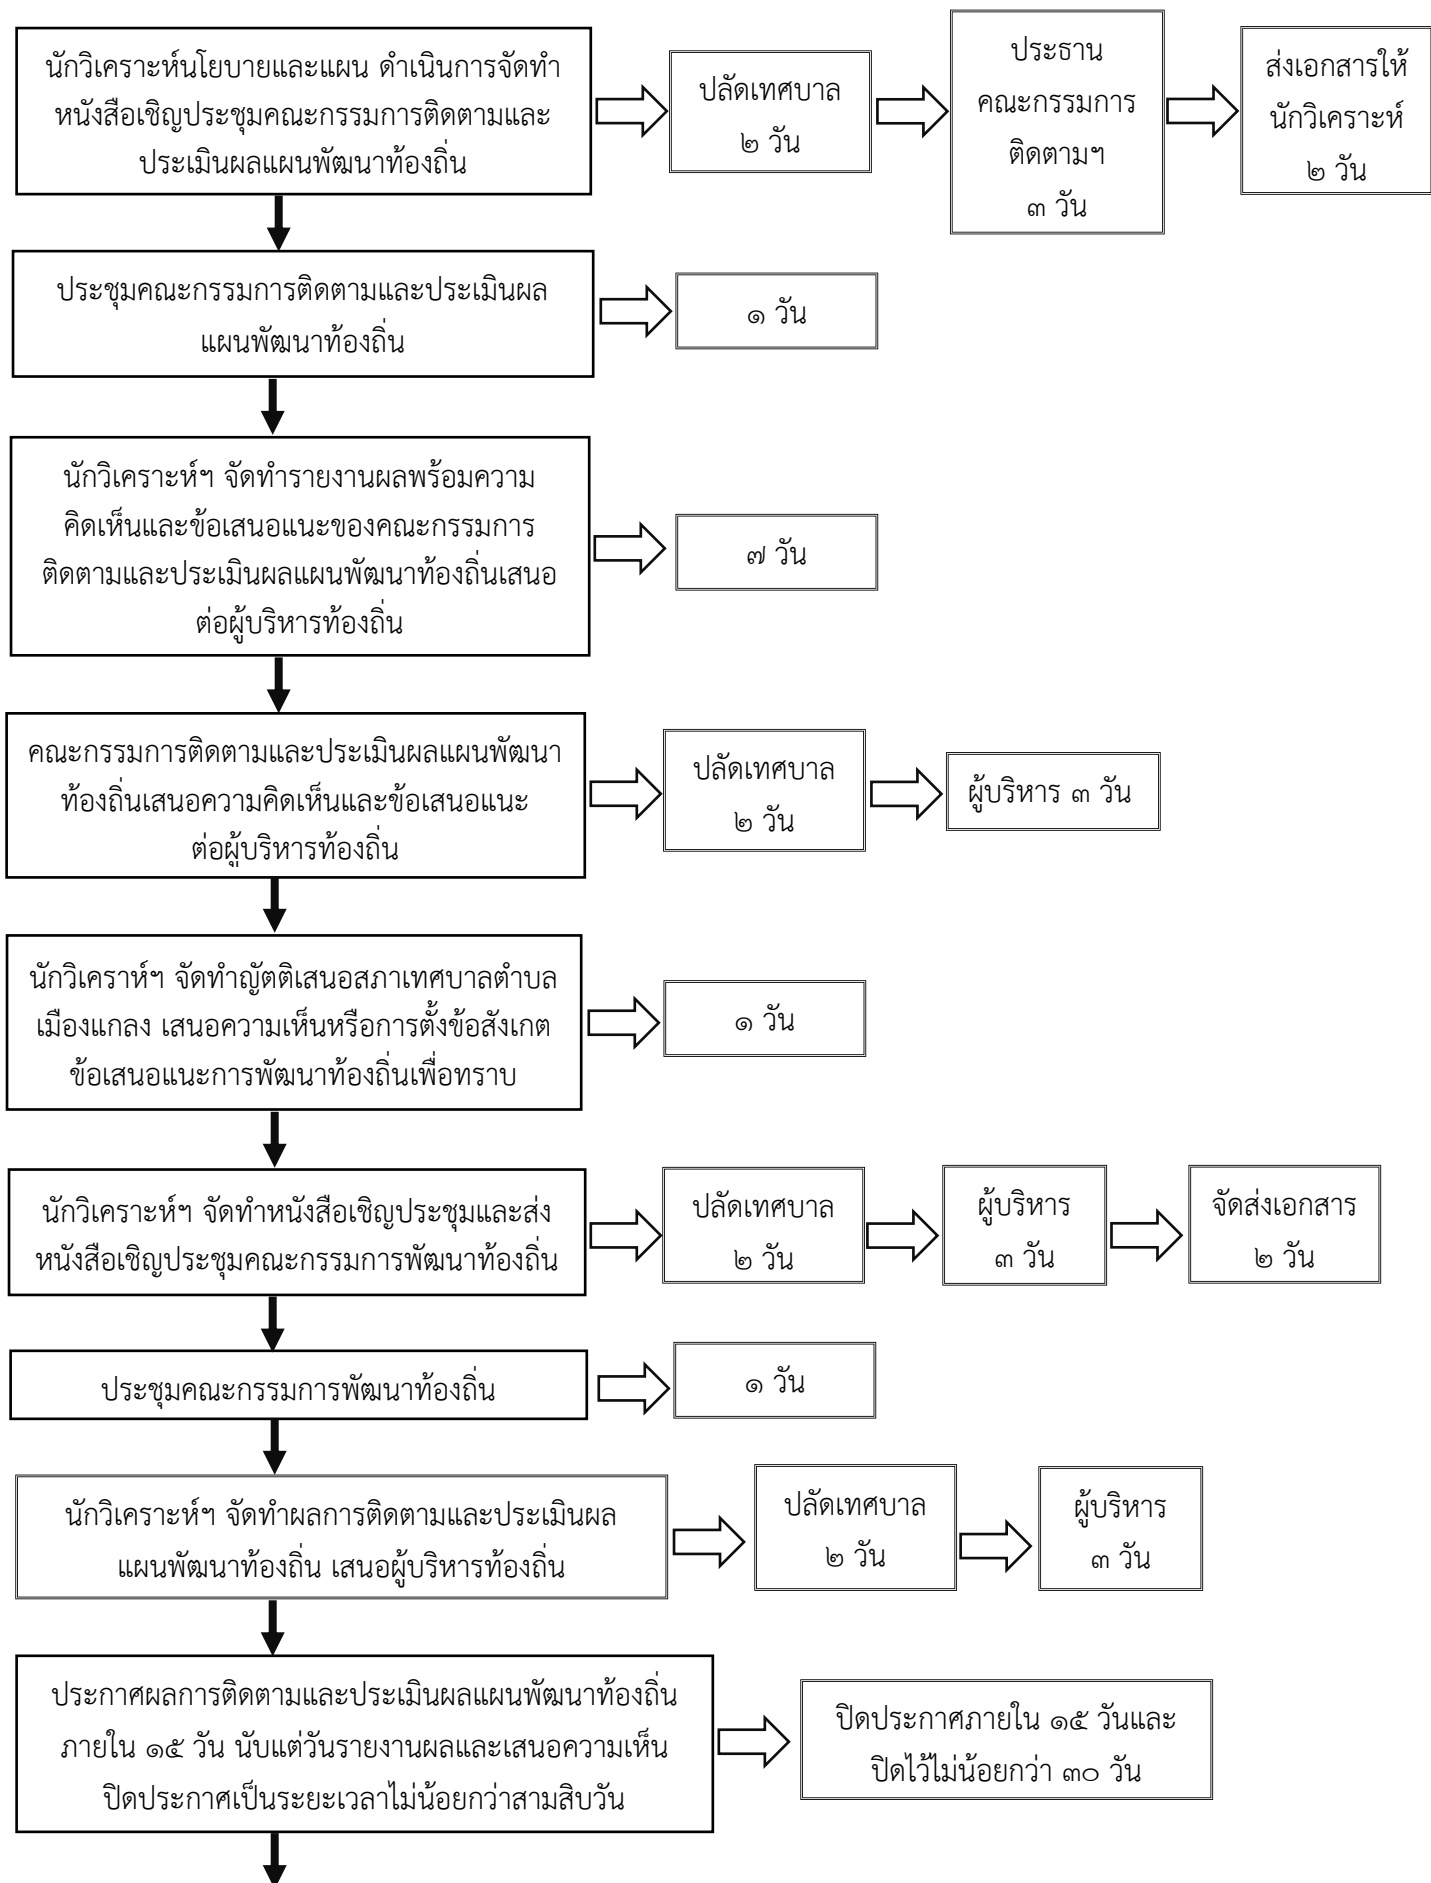 นักวิเคราะห์นโยบายและแผน ดำเนินการจัดทำ
หนังสือเชิญประชุมคณะกรรมการติดตามและ
ประเมินผลแผนพัฒนาท้องถิ่น
ปลัดเทศบาล
๒ วัน
ประธาน
คณะกรรมการ
ติดตามฯ
๓ วัน
ส่งเอกสารให้
นักวิเคราะห์
๒ วัน
ประชุมคณะกรรมการติดตามและประเมินผล
แผนพัฒนาท้องถิ่น
๑ วัน
นักวิเคราะห์ฯ จัดทำรายงานผลพร้อมความ
คิดเห็นและข้อเสนอแนะของคณะกรรมการ
ติดตามและประเมินผลแผนพัฒนาท้องถิ่นเสนอ
ต่อผู้บริหารท้องถิ่น
๗ วัน
คณะกรรมการติดตามและประเมินผลแผนพัฒนา
ท้องถิ่นเสนอความคิดเห็นและข้อเสนอแนะ
ต่อผู้บริหารท้องถิ่น
ปลัดเทศบาล
๒ วัน
ผู้บริหาร ๓ วัน
นักวิเคราห์ฯ จัดทำญัตติเสนอสภาเทศบาลตำบล
เมืองแกลง เสนอความเห็นหรือการตั้งข้อสังเกต
ข้อเสนอแนะการพัฒนาท้องถิ่นเพื่อทราบ
๑ วัน
นักวิเคราะห์ฯ จัดทำหนังสือเชิญประชุมและส่ง
หนังสือเชิญประชุมคณะกรรมการพัฒนาท้องถิ่น
ปลัดเทศบาล
๒ วัน
ผู้บริหาร
๓ วัน
จัดส่งเอกสาร
๒ วัน
ประชุมคณะกรรมการพัฒนาท้องถิ่น
๑ วัน
นักวิเคราะห์ฯ จัดทำผลการติดตามและประเมินผล
แผนพัฒนาท้องถิ่น เสนอผู้บริหารท้องถิ่น
ปลัดเทศบาล
๒ วัน
ผู้บริหาร
๓ วัน
ประกาศผลการติดตามและประเมินผลแผนพัฒนาท้องถิ่น
ภายใน ๑๕ วัน นับแต่วันรายงานผลและเสนอความเห็น
ปิดประกาศเป็นระยะเวลาไม่น้อยกว่าสามสิบวัน
ปิดประกาศภายใน ๑๕ วันและ
ปิดไว้ไม่น้อยกว่า ๓๐ วัน